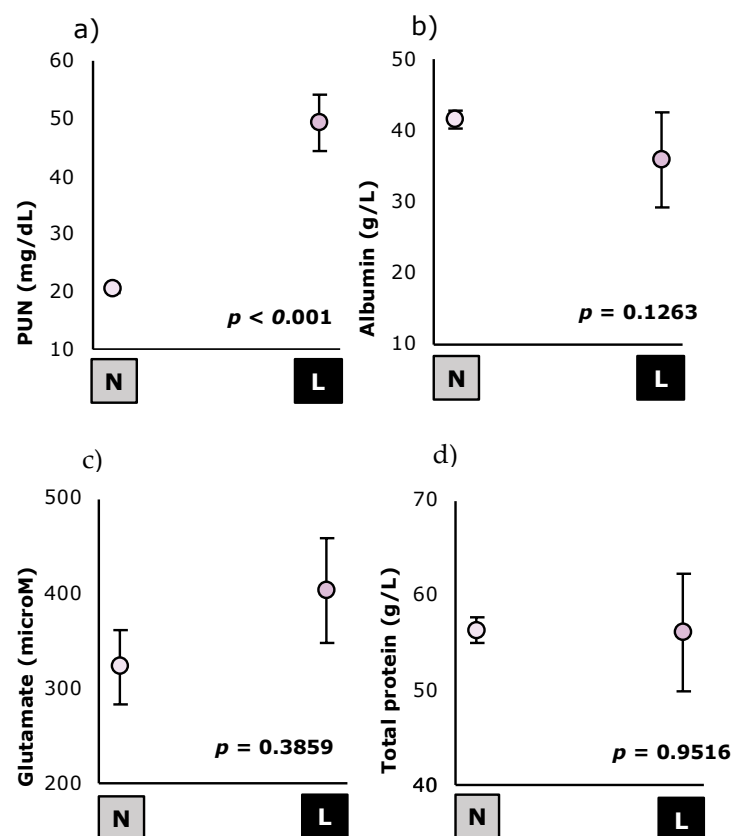 a)
60
50
40
30
20
10
PUN (mg/dL)
p < 0.001
N
L
b)
50
40
30
20
10
Albumin (g/L)
p = 0.1263
N
L
c)
500
400
300
200
Glutamate (microM)
p = 0.3859
N
L
d)
70
60
50
40
Total protein (g/L)
p = 0.9516
N
L